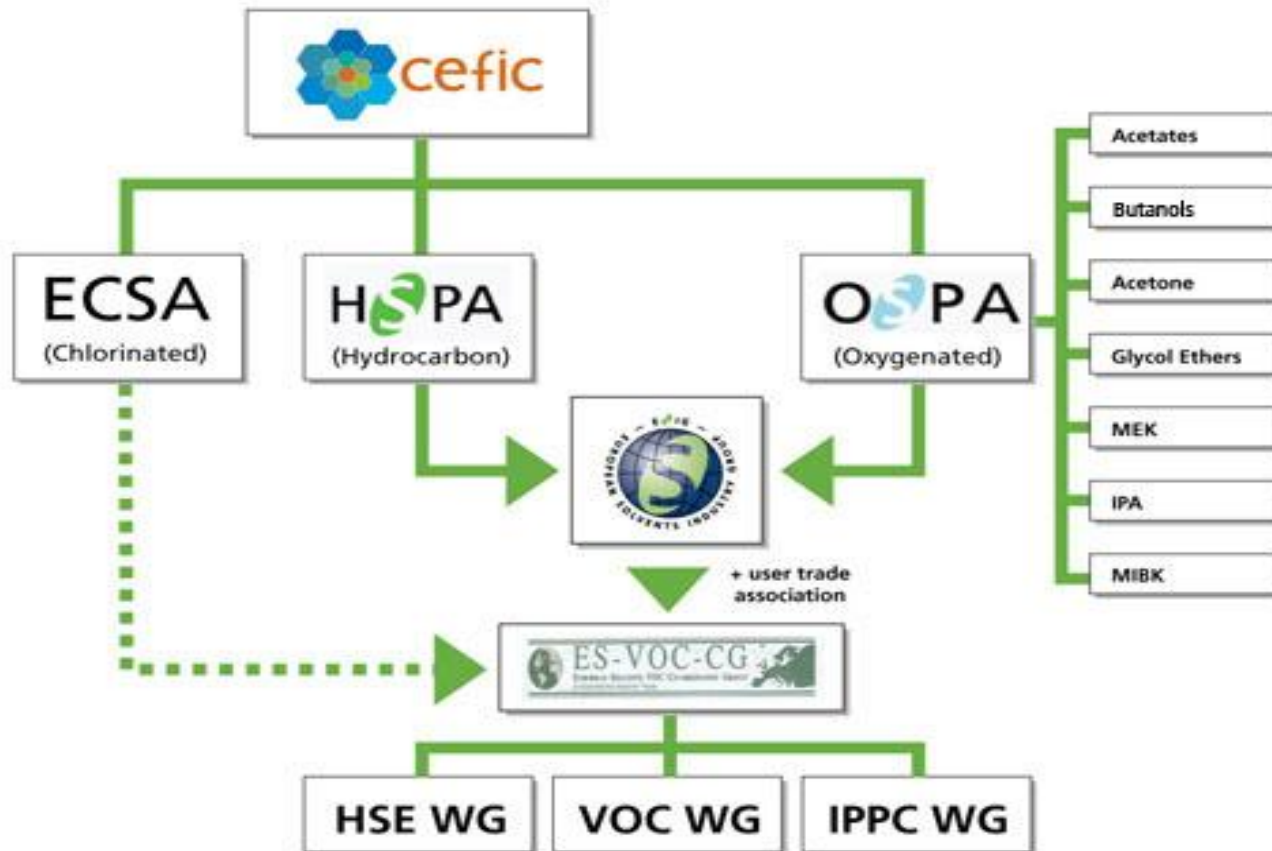 cefic
ECSA
(Chlorinated)
HSPA
(Hydrocarbon)
OSPA
(Oxygenated)
Acetates
Butanols
Acetone
Glycol Ethers
MEK
IPA
MIBK
EUROPEAN SOLVENTS INDUSTRY GROUP
+ user trade
association
ES-VOC-CG
HSE WG
VOC WG
IPPC WG